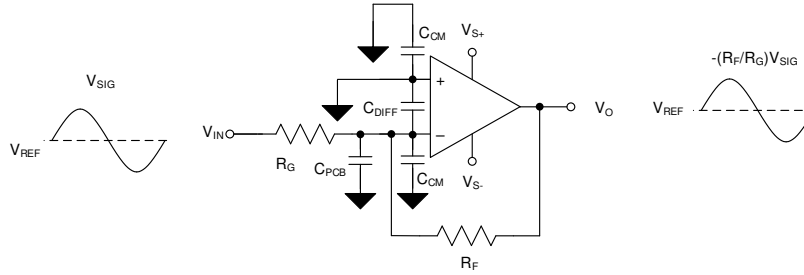 V_SIG
V_REF
V_IN
R_G
C_PCB
C_CM
C_DIFF
C_CM
+
−
V_S+
V_S-
R_F
V_O
-(R_F/R_G)V_SIG
V_REF